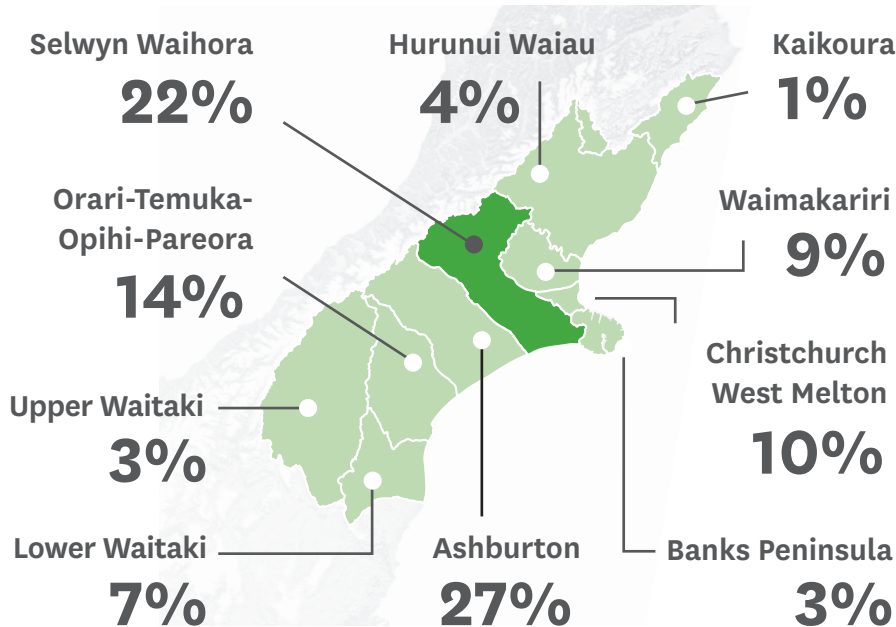 Selwyn Waihora
22%
Hurunui Waiau
4%
Kaikoura
1%
Orari-Temuka-
Opihi-Pareora
14%
Waimakariri
9%
Christchurch
West Melton
10%
Upper Waitaki
3%
Lower Waitaki
7%
Ashburton
27%
Banks Peninsula
3%